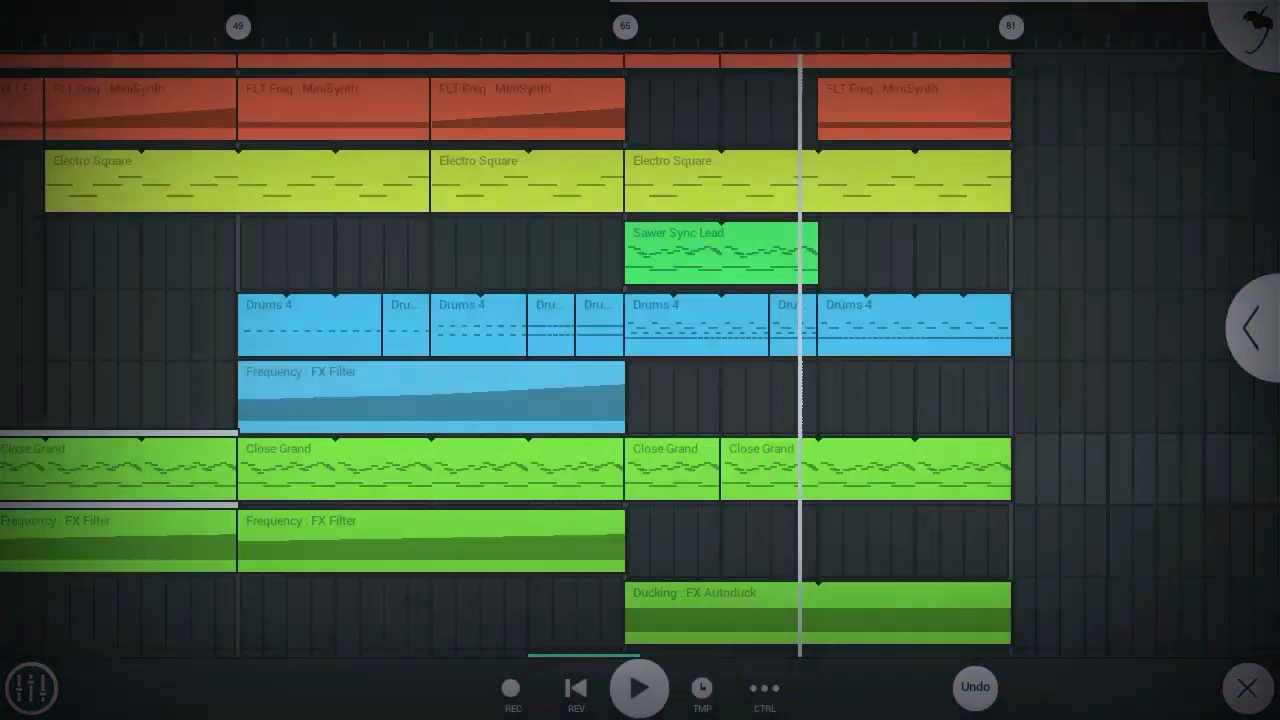 49 65 81
FLT Freq : MiniSynth FLT Freq : MiniSynth FLT Freq : MiniSynth FLT Freq : MiniSynth
Electro Square Electro Square Electro Square
Sawer Sync Lead
Drums 4 Dru... Drums 4 Dru... Dru... Drums 4 Dru Drums 4
Frequency : FX Filter
Close Grand Close Grand Close Grand Close Grand
Frequency : FX Filter Frequency : FX Filter
Ducking : FX Autoduck
Undo
REC REV TMP CTRL